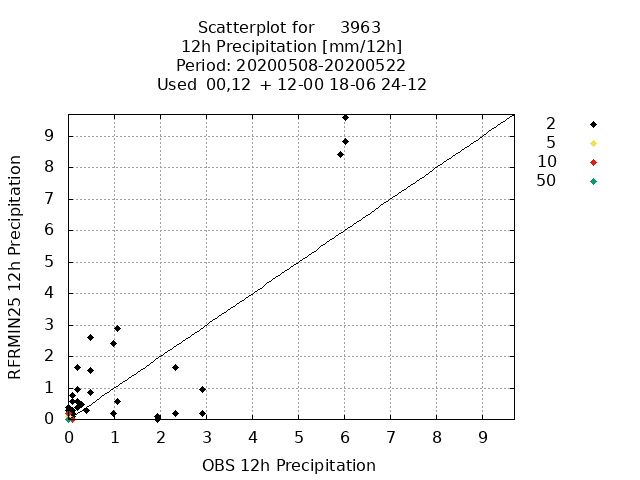 Scatterplot for 3963
12h Precipitation [mm/12h]
Period: 20200508-20200522
Used 00,12 + 12-00 18-06 24-12
2
5
10
50
RFRMIN25 12h Precipitation
9
8
7
6
5
4
3
2
1
0
0 1 2 3 4 5 6 7 8 9
OBS 12h Precipitation